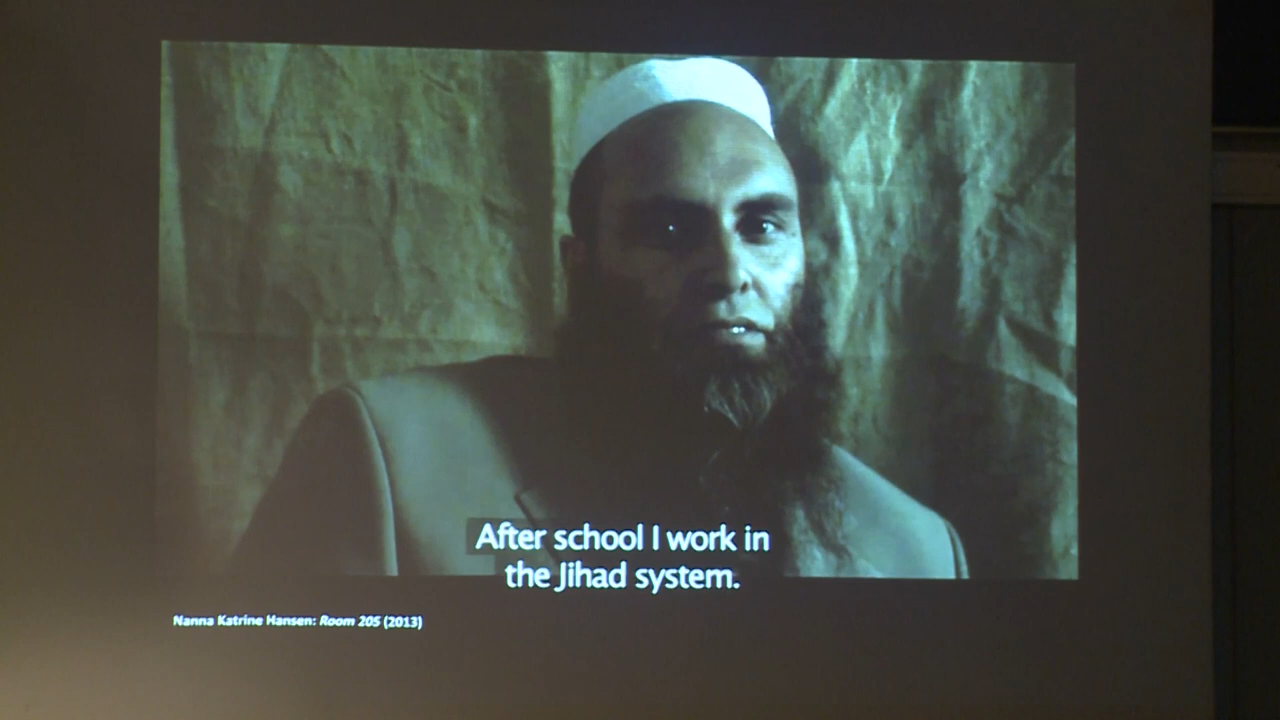 After school I work in
the Jihad system.
Nanna Katrine Hansen: Room 205 (2013)